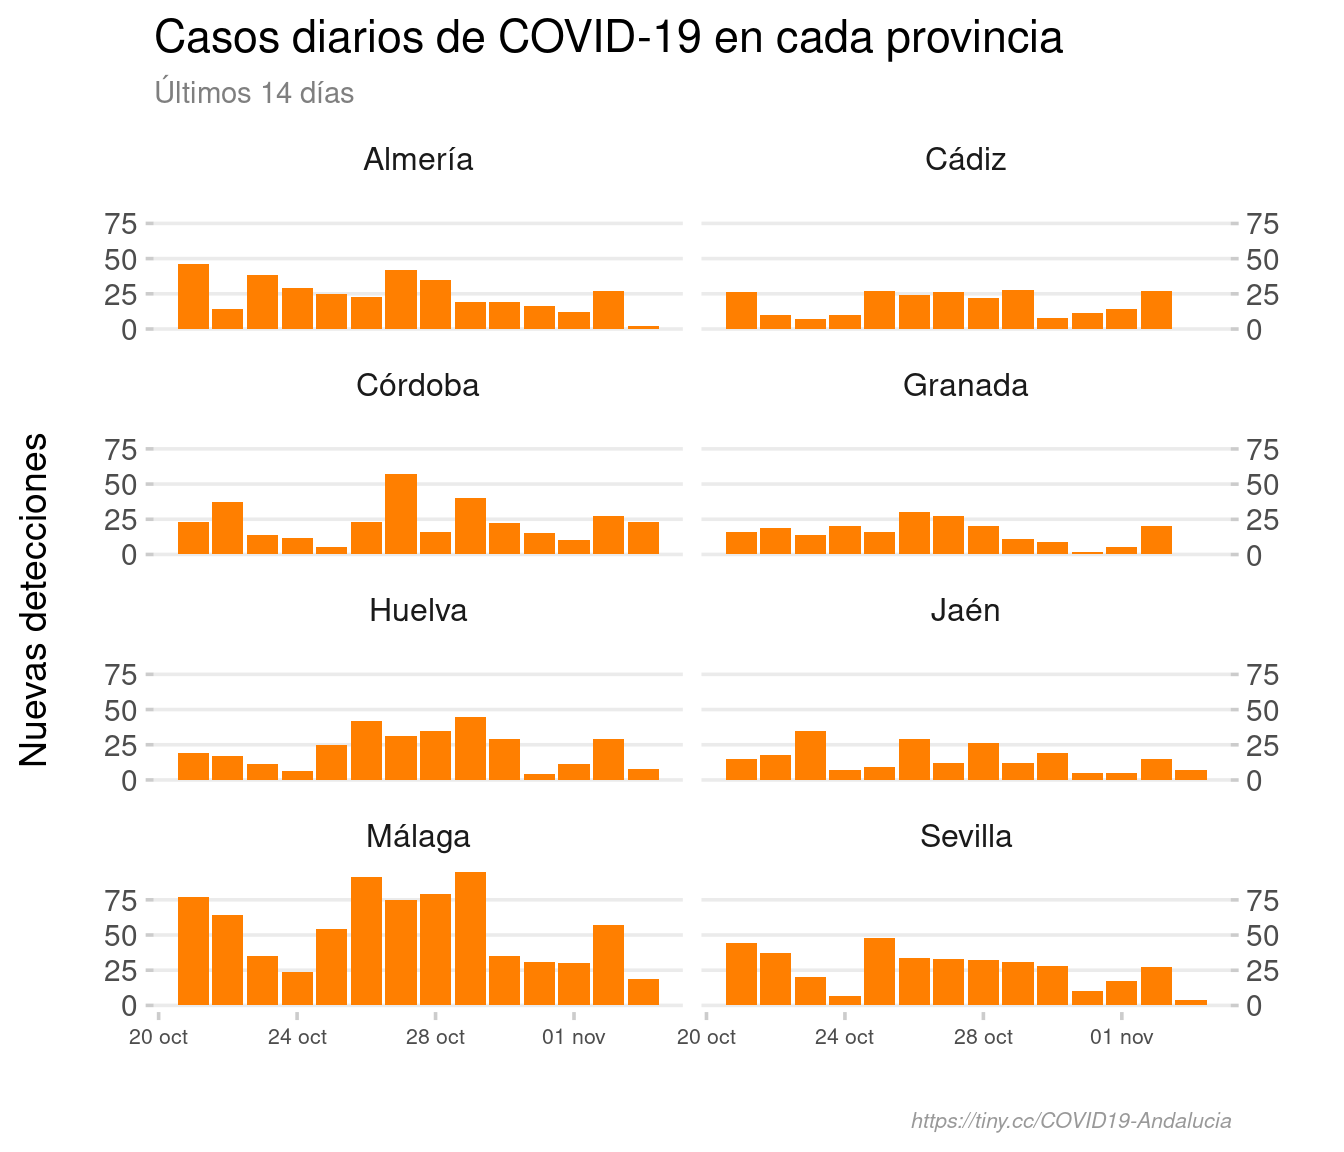 Casos diarios de COVID-19 en cada provincia
Últimos 14 días
Almería
Cádiz
75
50
25
0
75
50
25
0
Córdoba
Granada
75
50
25
0
75
50
25
0
Nuevas detecciones
Huelva
Jaén
75
50
25
0
75
50
25
0
Málaga
Sevilla
75
50
25
0
75
50
25
0
20 oct 24 oct 28 oct 01 nov
20 oct 24 oct 28 oct 01 nov
https://tiny.cc/COVID19-Andalucia